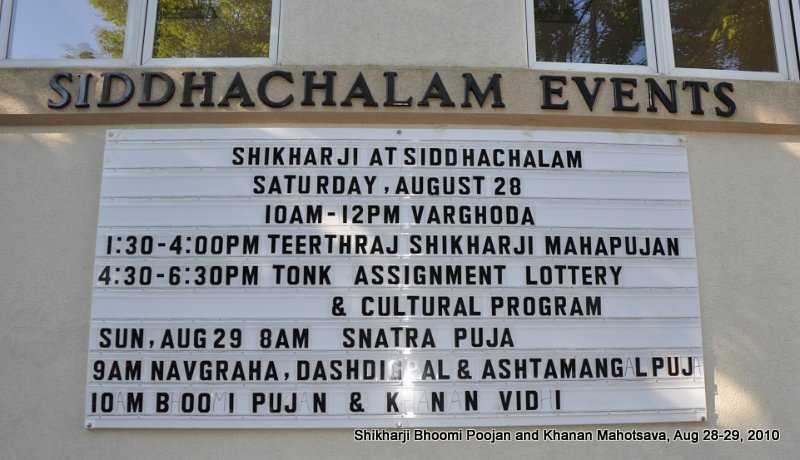 SIDDHACHALAM EVENTS
SHIKHARJI AT SIDDHACHALAM
SATURDAY, AUGUST 28
10AM-12PM VARGHODA
1:30-4:00PM TEERTHRAJ SHIKHARJI MAHAPUJAN
4:30-6:30PM TONK ASSIGNMENT LOTTERY
& CULTURAL PROGRAM
SUN, AUG 29 8AM SNATRA PUJA
9AM NAVGRAHA, DASHDIGPAL & ASHTAMANGALPUJA
10AM BHOOMI PUJAN & KHANAN VIDHI
Shikharji Bhoomi Poojan and Khanan Mahotsava, Aug 28-29, 2010